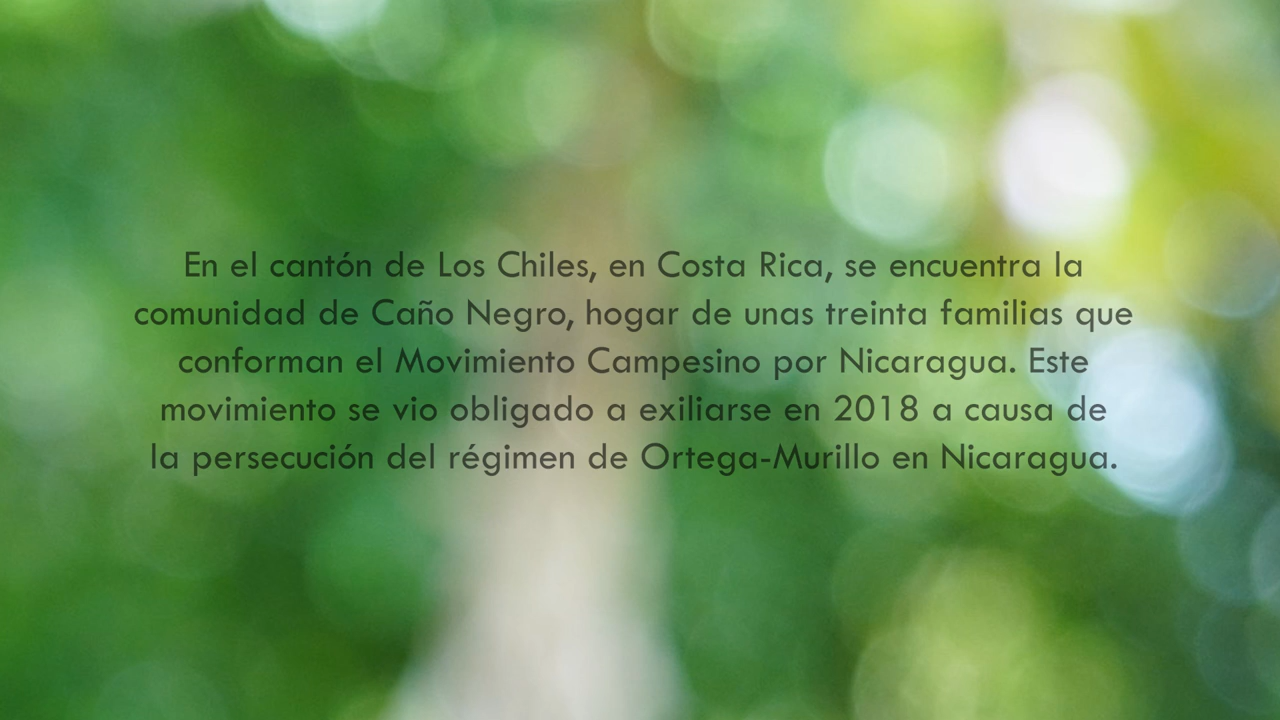 En el cantón de Los Chiles, en Costa Rica, se encuentra la
comunidad de Caño Negro, hogar de unas treinta familias que
conforman el Movimiento Campesino por Nicaragua. Este
movimiento se vio obligado a exiliarse en 2018 a causa de
la persecución del régimen de Ortega-Murillo en Nicaragua.